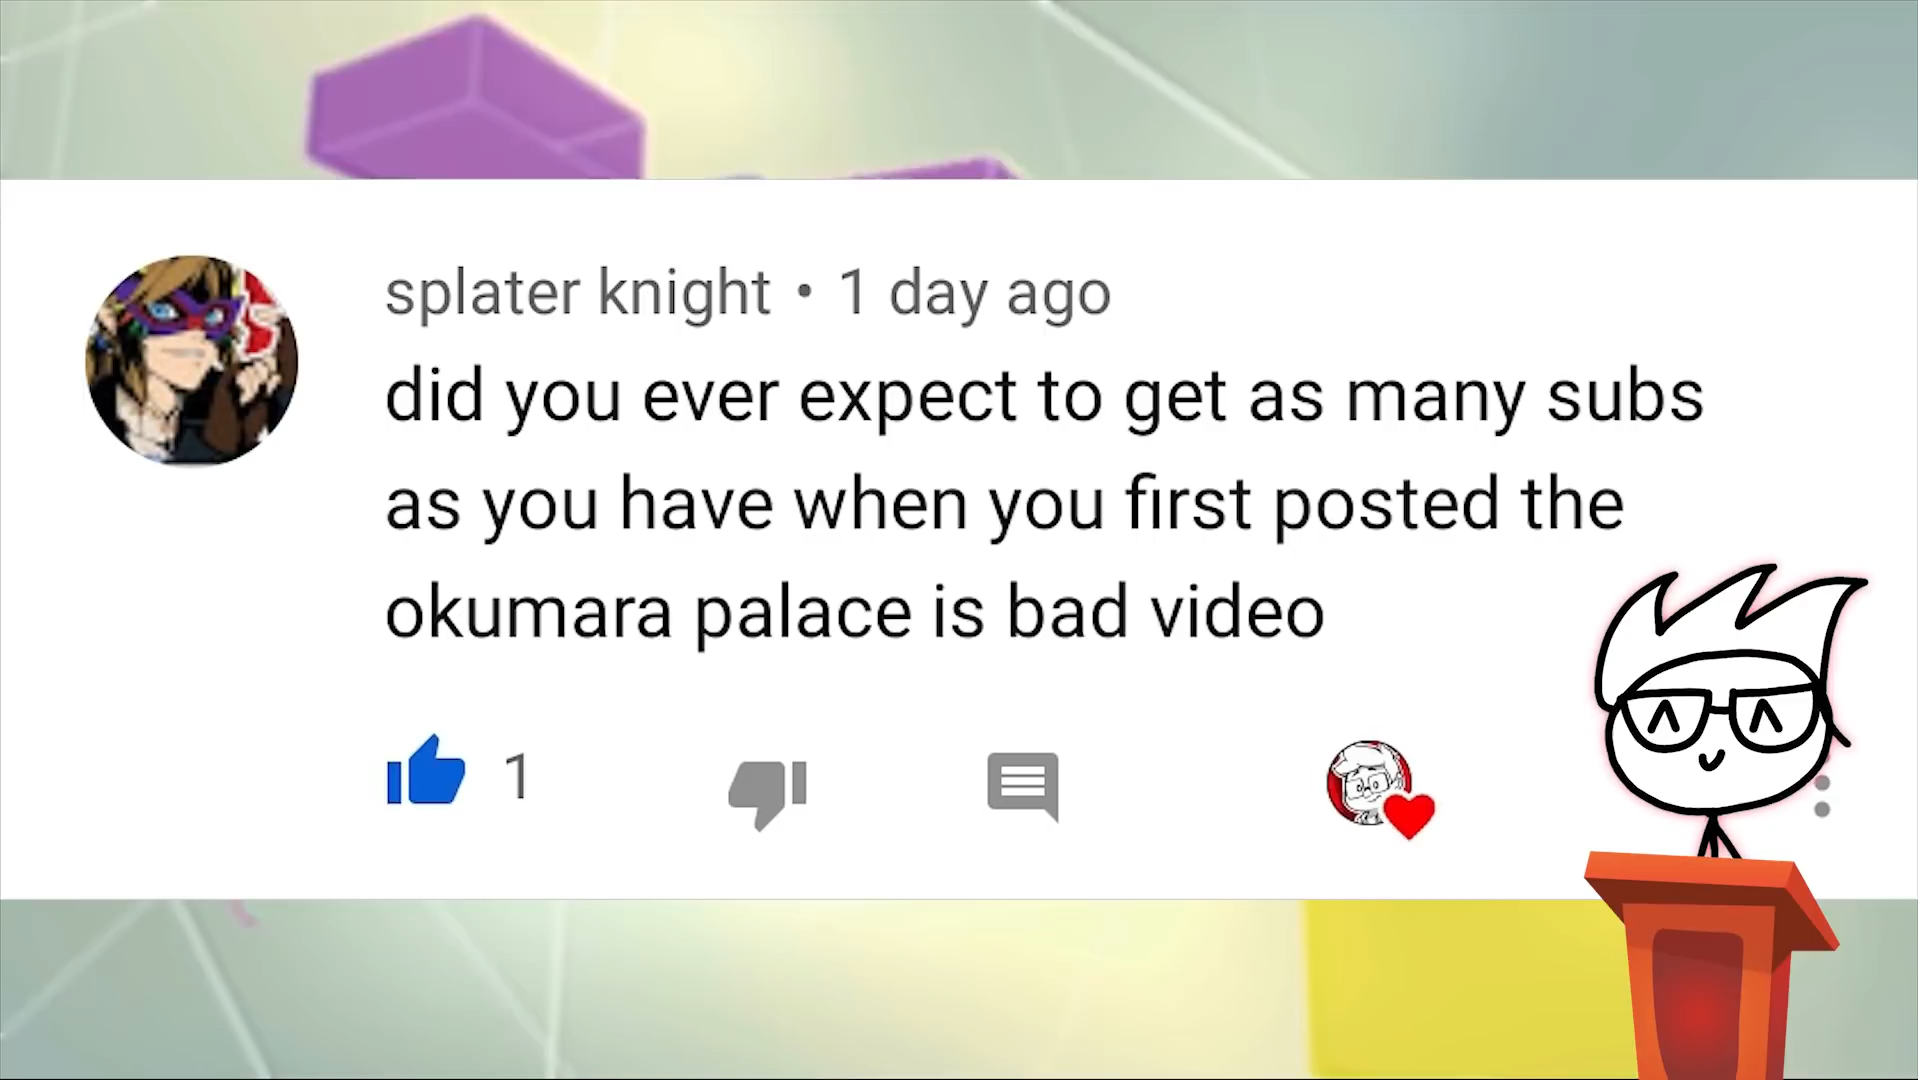 splater knight • 1 day ago
did you ever expect to get as many subs
as you have when you first posted the
okumara palace is bad video
1